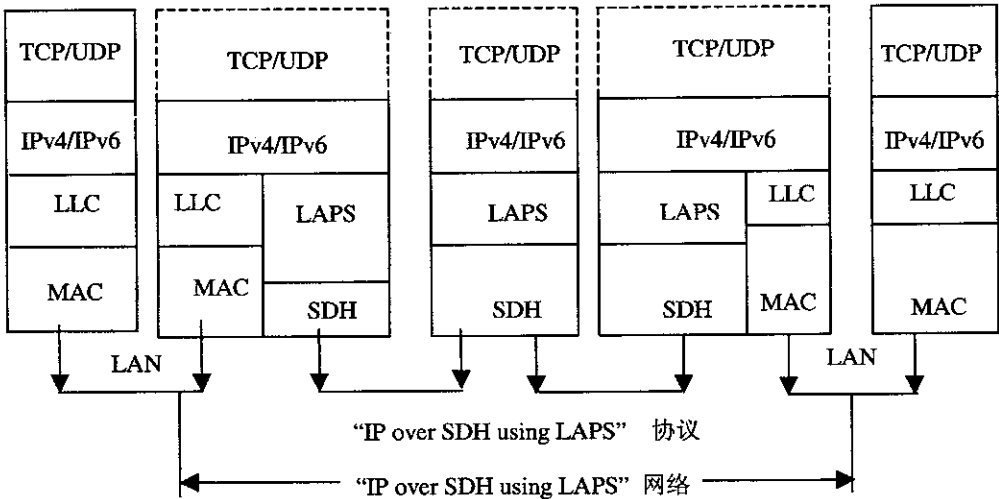 TCP/UDP
TCP/UDP
TCP/UDP
TCP/UDP
TCP/UDP
IPv4/IPv6
IPv4/IPv6
IPv4/IPv6
IPv4/IPv6
IPv4/IPv6
LLC
LLC
LAPS
LAPS
LAPS
LLC
LLC
MAC
MAC
SDH
SDH
SDH
MAC
MAC
LAN
LAN
“IP over SDH using LAPS” 协议
“IP over SDH using LAPS” 网络